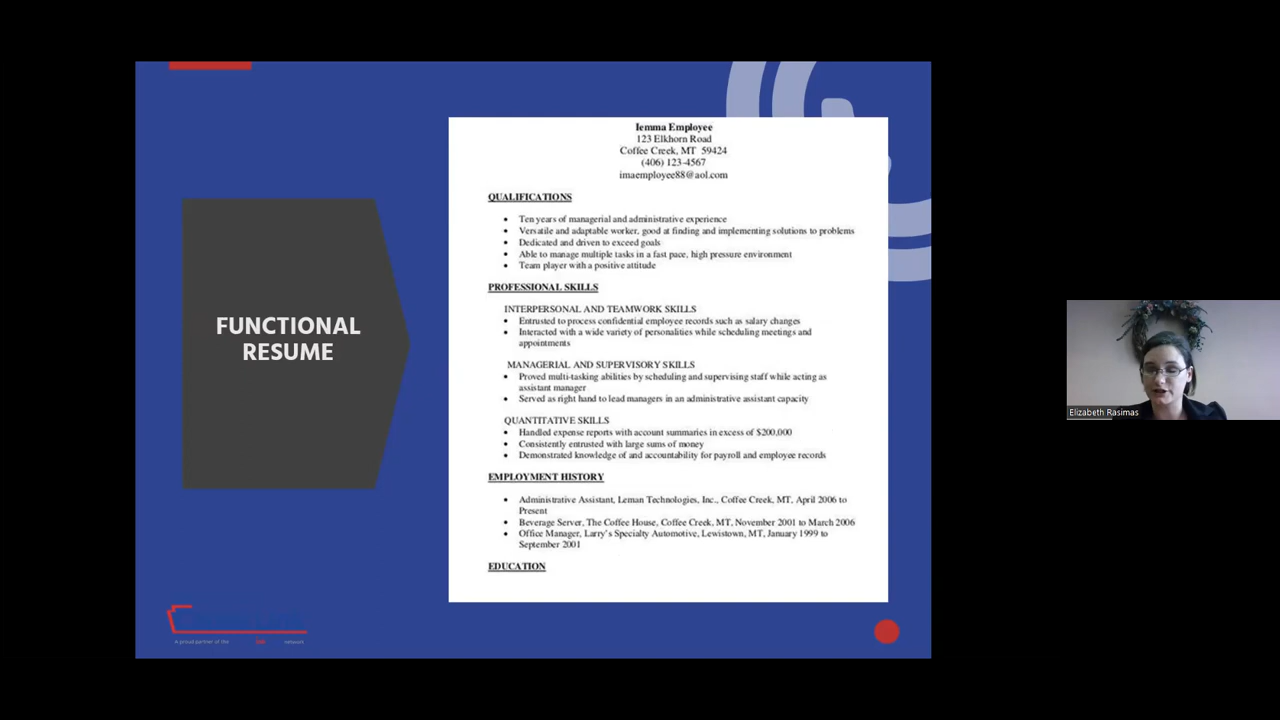 FUNCTIONAL
RESUME
Iemma Employee
123 Elkhorn Road
Coffee Creek, MT 59424
(406) 123-4567
imaemployee88@aol.com
QUALIFICATIONS
• Ten years of managerial and administrative experience
• Versatile and adaptable worker, good at finding and implementing solutions to problems
• Dedicated and driven to exceed goals
• Able to manage multiple tasks in a fast pace, high pressure environment
• Team player with a positive attitude
PROFESSIONAL SKILLS
INTERPERSONAL AND TEAMWORK SKILLS
• Entrusted to process confidential employee records such as salary changes
• Interacted with a wide variety of personalities while scheduling meetings and
appointments
MANAGERIAL AND SUPERVISORY SKILLS
• Proved multi-tasking abilities by scheduling and supervising staff while acting as
assistant manager
• Served as right hand to lead managers in an administrative assistant capacity
QUANTITATIVE SKILLS
• Handled expense reports with account summaries in excess of $200,000
• Consistently entrusted with large sums of money
• Demonstrated knowledge of and accountability for payroll and employee records
EMPLOYMENT HISTORY
• Administrative Assistant, Leman Technologies, Inc., Coffee Creek, MT, April 2006 to
Present
• Beverage Server, The Coffee House, Coffee Creek, MT, November 2001 to March 2006
• Office Manager, Larry's Specialty Automotive, Lewistown, MT, January 1999 to
September 2001
EDUCATION
A proud partner of the network
Elizabeth Rasimas